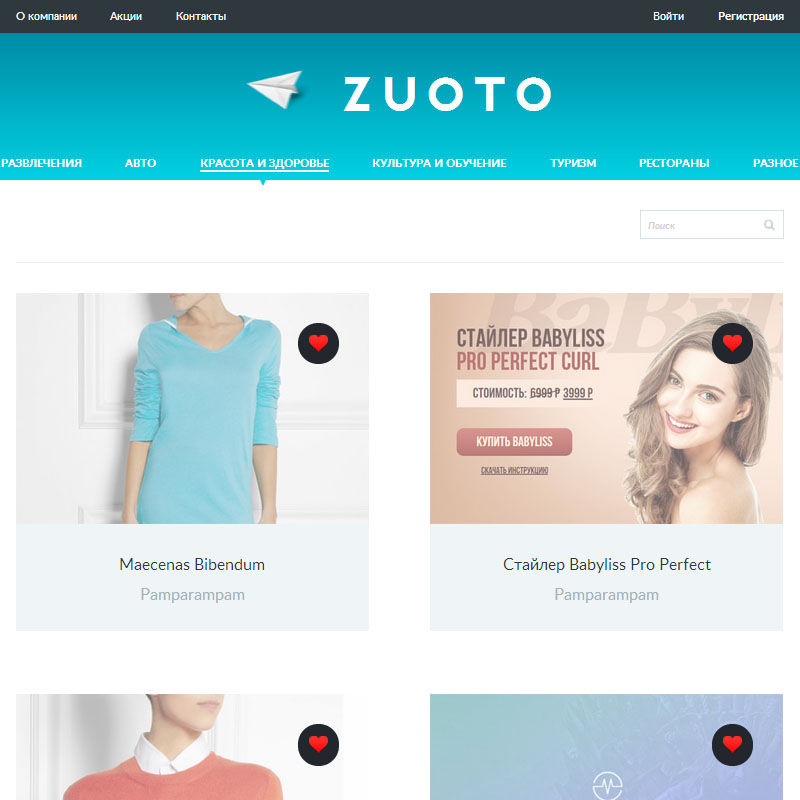 О компании Акции Контакты Войти Регистрация
ZUOTO
РАЗВЛЕЧЕНИЯ АВТО КРАСОТА И ЗДОРОВЬЕ КУЛЬТУРА И ОБУЧЕНИЕ ТУРИЗМ РЕСТОРАНЫ РАЗНОЕ
Поиск
СТАЙЛЕР BABYLISS
PRO PERFECT CURL
СТОИМОСТЬ: 6999 Р 3999 Р
КУПИТЬ BABYLISS
СКАЧАТЬ ИНСТРУКЦИЮ
Maecenas Bibendum
Pamparampam
Стайлер Babyliss Pro Perfect
Pamparampam